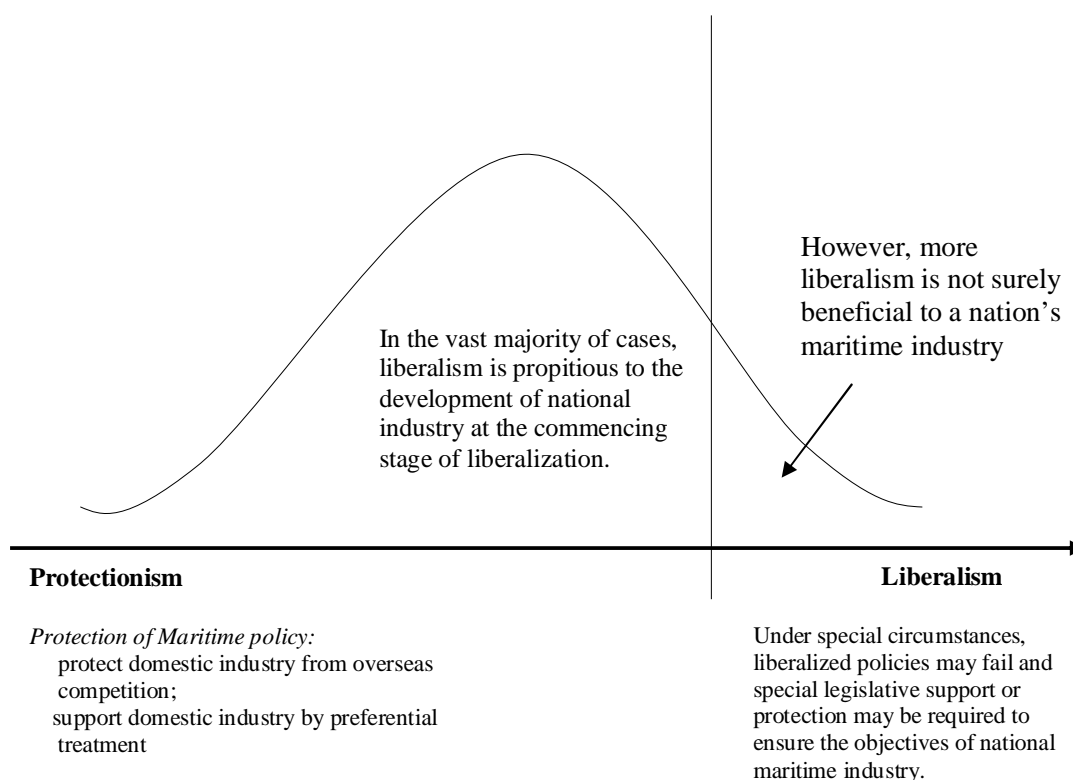 However, more
liberalism is not surely
beneficial to a nation’s
maritime industry
In the vast majority of cases,
liberalism is propitious to the
development of national
industry at the commencing
stage of liberalization.
Protectionism
Liberalism
Protection of Maritime policy:
protect domestic industry from overseas
competition;
support domestic industry by preferential
treatment
Under special circumstances,
liberalized policies may fail and
special legislative support or
protection may be required to
ensure the objectives of national
maritime industry.